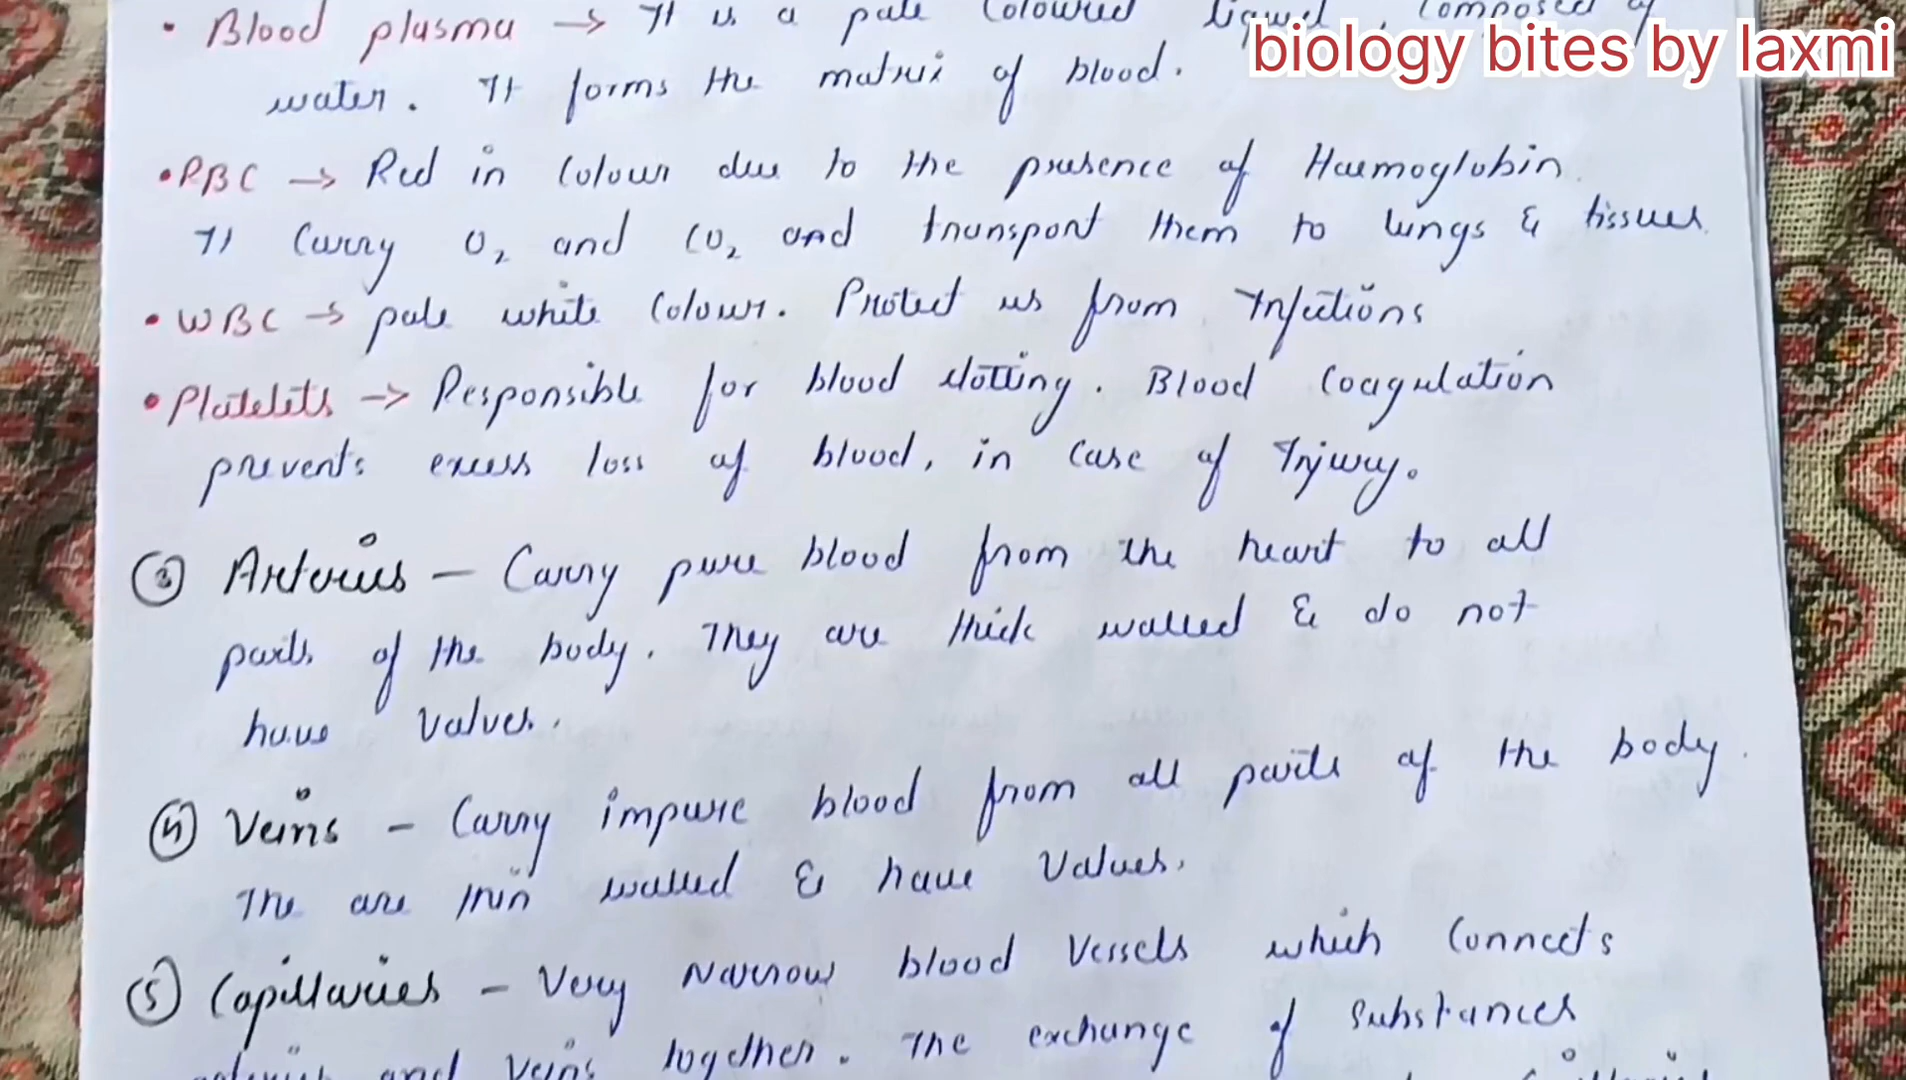 • Blood plasma → It is a pale coloured liquid, composed of
biology bites by laxmi
water. It forms the matrix of blood.
• RBC → Red in colour due to the presence of Haemoglobin.
It carry O₂ and CO₂ and transport them to lungs & tissues
• WBC → pale white colour. Protect us from Infections
• Platelets → Responsible for blood clotting. Blood coagulation
prevents excess loss of blood, in case of Injury.
③ Arteries – Carry pure blood from the heart to all
parts of the body. They are thick walled & do not
have valves.
④ Veins – Carry impure blood from all parts of the body.
The are thin walled & have valves.
⑤ Capillaries – Very narrow blood vessels which connects
arteries and veins together. The exchange of substances